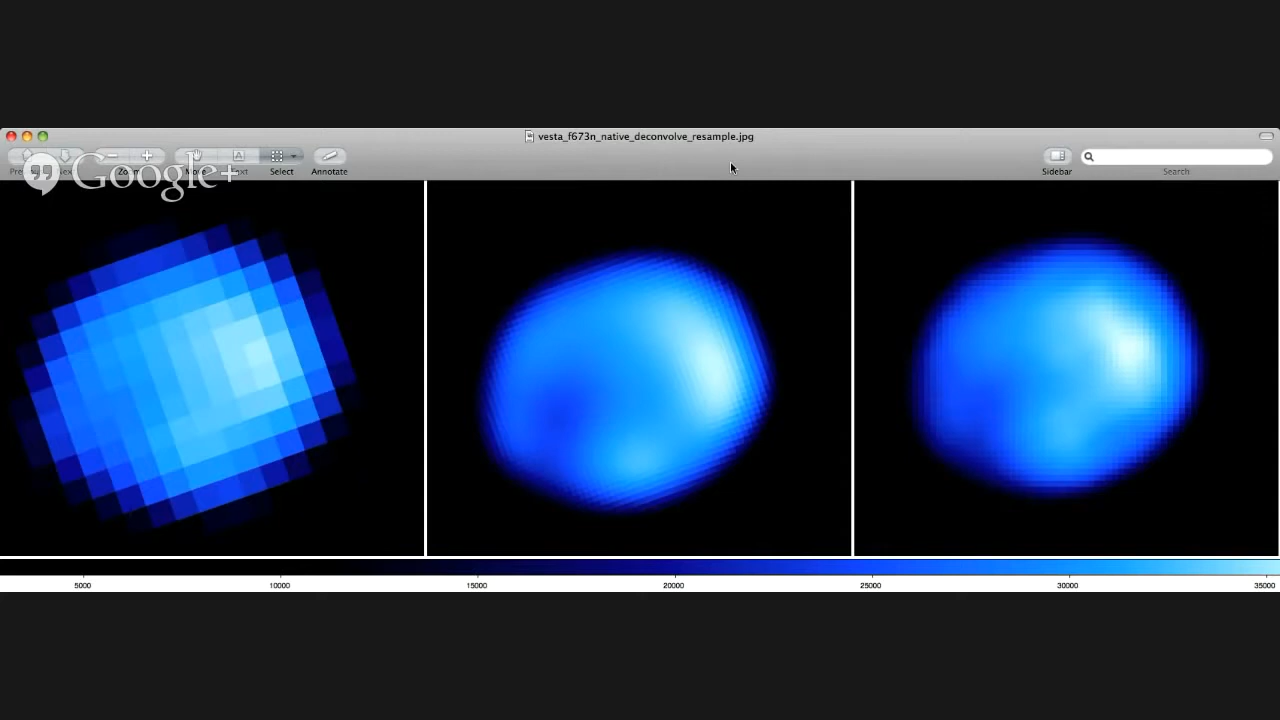 vesta_f673n_native_deconvolve_resample.jpg
Google+
Select
Annotate
Sidebar
Search
5000
10000
15000
20000
25000
30000
35000